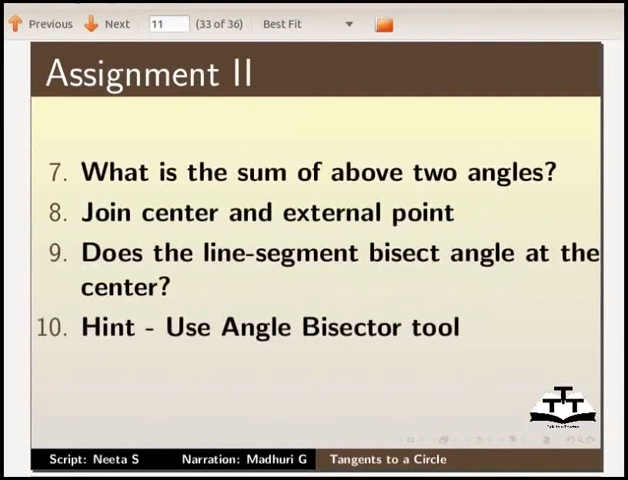 Previous Next 11 (33 of 36) Best Fit
Assignment II
7. What is the sum of above two angles?
8. Join center and external point
9. Does the line-segment bisect angle at the
center?
10. Hint - Use Angle Bisector tool
Script: Neeta S Narration: Madhuri G Tangents to a Circle